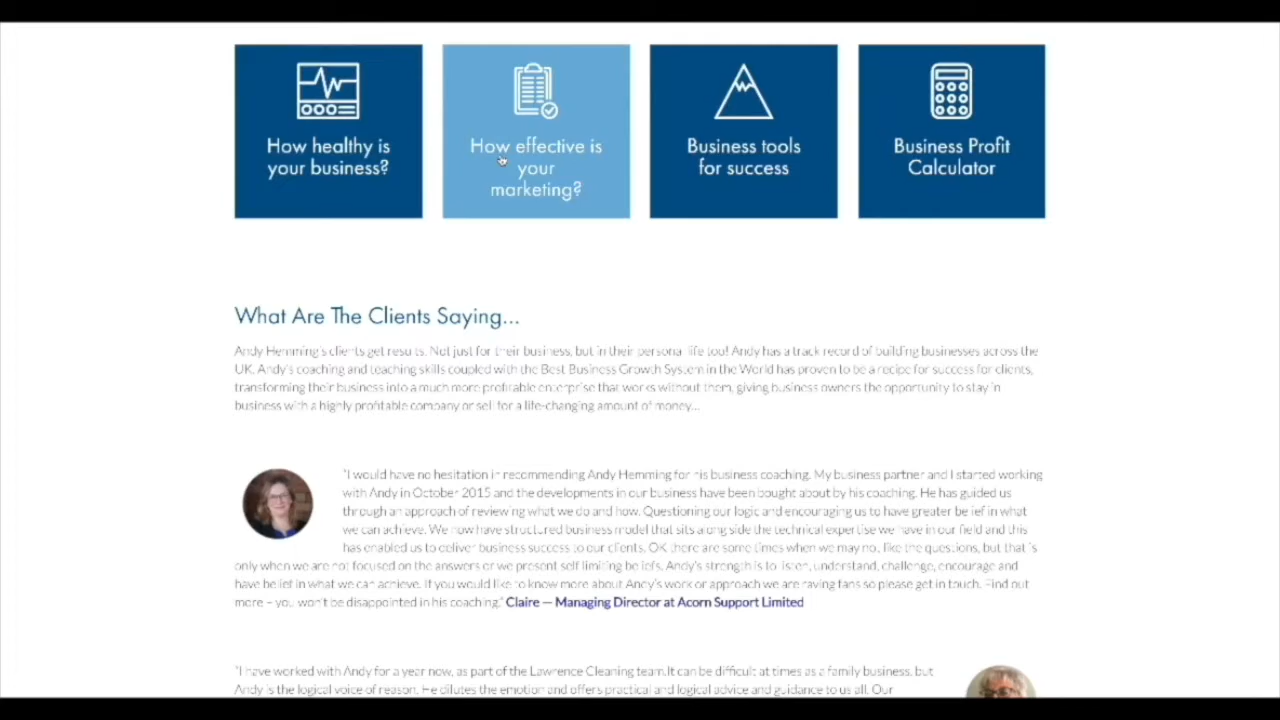 How healthy is
your business?
How effective is
your
marketing?
Business tools
for success
Business Profit
Calculator
What Are The Clients Saying...
Andy Hemming's clients get results. Not just for their business, but in their personal life too! Andy has a track record of building businesses across the
UK. Andy's coaching and teaching skills coupled with the Best Business Growth System in the World has proven to be a recipe for success for clients,
transforming their business into a much more profitable enterprise that works without them, giving business owners the opportunity to stay in
business with a highly profitable company or sell for a life-changing amount of money...
"I would have no hesitation in recommending Andy Hemming for his business coaching. My business partner and I started working
with Andy in October 2015 and the developments in our business have been bought about by his coaching. He has guided us
through an approach of reviewing what we do and how. Questioning our logic and encouraging us to have greater belief in what
we can achieve. We now have structured business model that sits along side the technical expertise we have in our field and this
has enabled us to deliver business success to our clients. OK there are some times when we may not like the questions, but that is
only when we are not focused on the answers or we present self limiting beliefs. Andy's strength is to listen, understand, challenge, encourage and
have belief in what we can achieve. If you would like to know more about Andy's work or approach we are raving fans so please get in touch. Find out
more – you won't be disappointed in his coaching." Claire — Managing Director at Acorn Support Limited
"I have worked with Andy for a year now, as part of the Lawrence Cleaning team.It can be difficult at times as a family business, but
Andy is the logical voice of reason. He dilutes the emotion and offers practical and logical advice and guidance to us all. Our